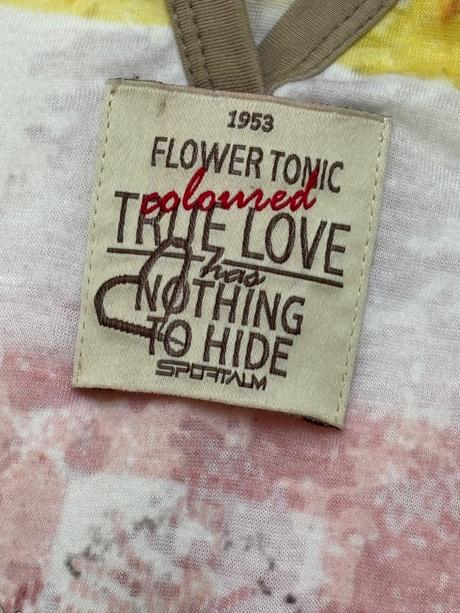 1953
FLOWER TONIC
coloured
TRUE LOVE
has
NOTHING
TO HIDE
SPORTALM